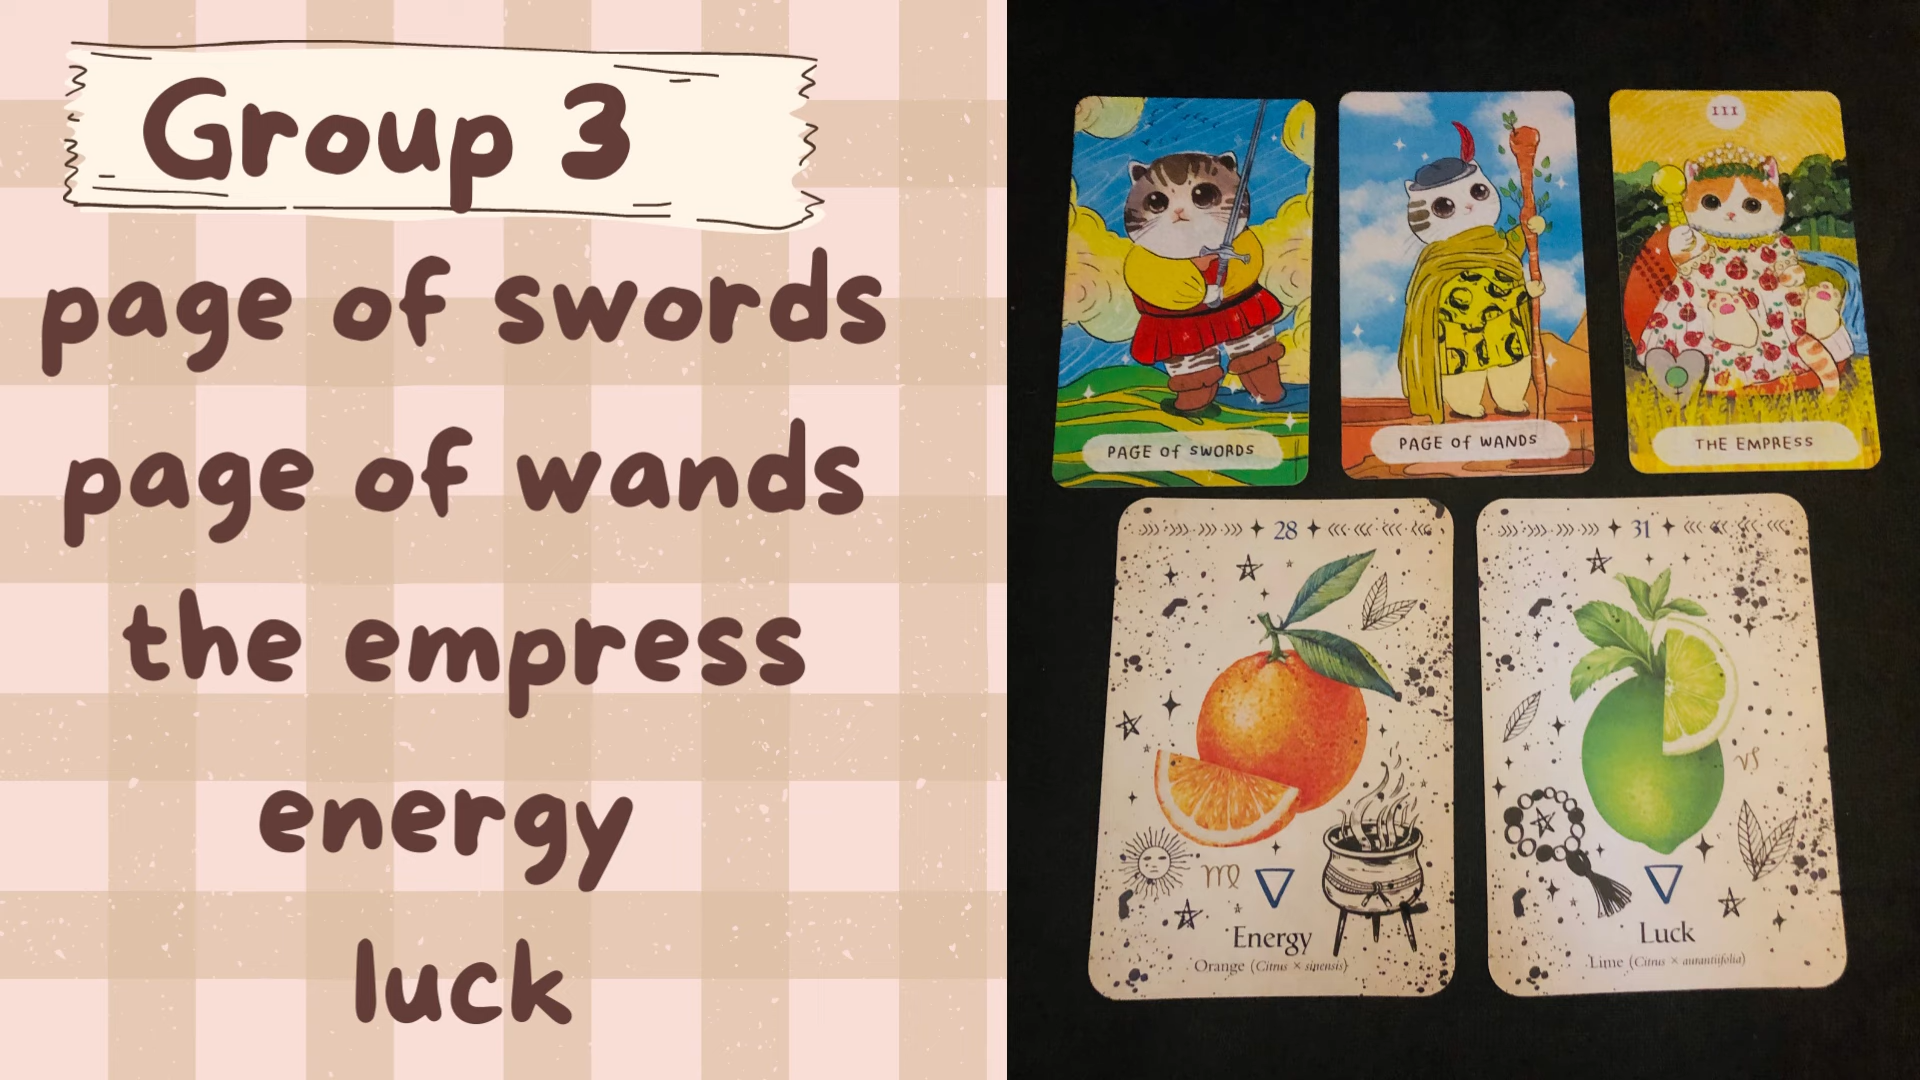 Group 3
page of swords
page of wands
the empress
energy
luck
PAGE of SWORDS
PAGE of WANDS
III
THE EMPRESS
28
Energy
Orange (Citrus × sinensis)
31
Luck
Lime (Citrus × aurantiifolia)